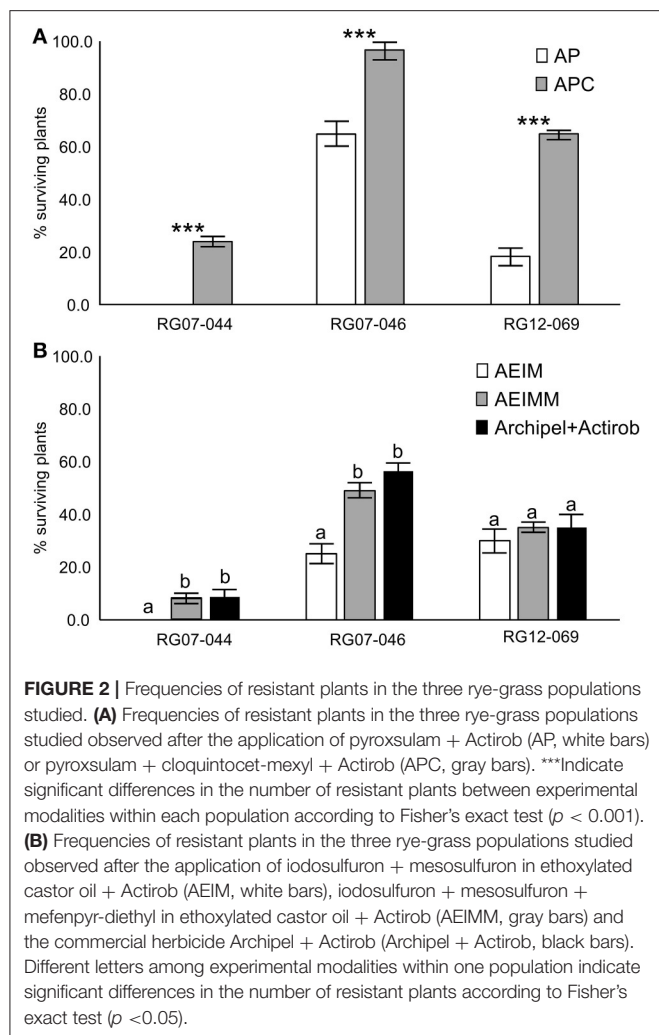 A
100.0
80.0
60.0
40.0
20.0
0.0
% surviving plants
***
***
***
AP
APC
RG07-044
RG07-046
RG12-069
B
100.0
80.0
60.0
40.0
20.0
0.0
% surviving plants
AEIM
AEIMM
Archipel+Actirob
a
b
b
a
b
b
a
a
a
RG07-044
RG07-046
RG12-069
FIGURE 2 | Frequencies of resistant plants in the three rye-grass populations
studied. (A) Frequencies of resistant plants in the three rye-grass populations
studied observed after the application of pyroxsulam + Actirob (AP, white bars)
or pyroxsulam + cloquintocet-mexyl + Actirob (APC, gray bars). ***Indicate
significant differences in the number of resistant plants between experimental
modalities within each population according to Fisher's exact test (p < 0.001).
(B) Frequencies of resistant plants in the three rye-grass populations studied
observed after the application of iodosulfuron + mesosulfuron in ethoxylated
castor oil + Actirob (AEIM, white bars), iodosulfuron + mesosulfuron +
mefenpyr-diethyl in ethoxylated castor oil + Actirob (AEIMM, gray bars) and
the commercial herbicide Archipel + Actirob (Archipel + Actirob, black bars).
Different letters among experimental modalities within one population indicate
significant differences in the number of resistant plants according to Fisher's
exact test (p <0.05).